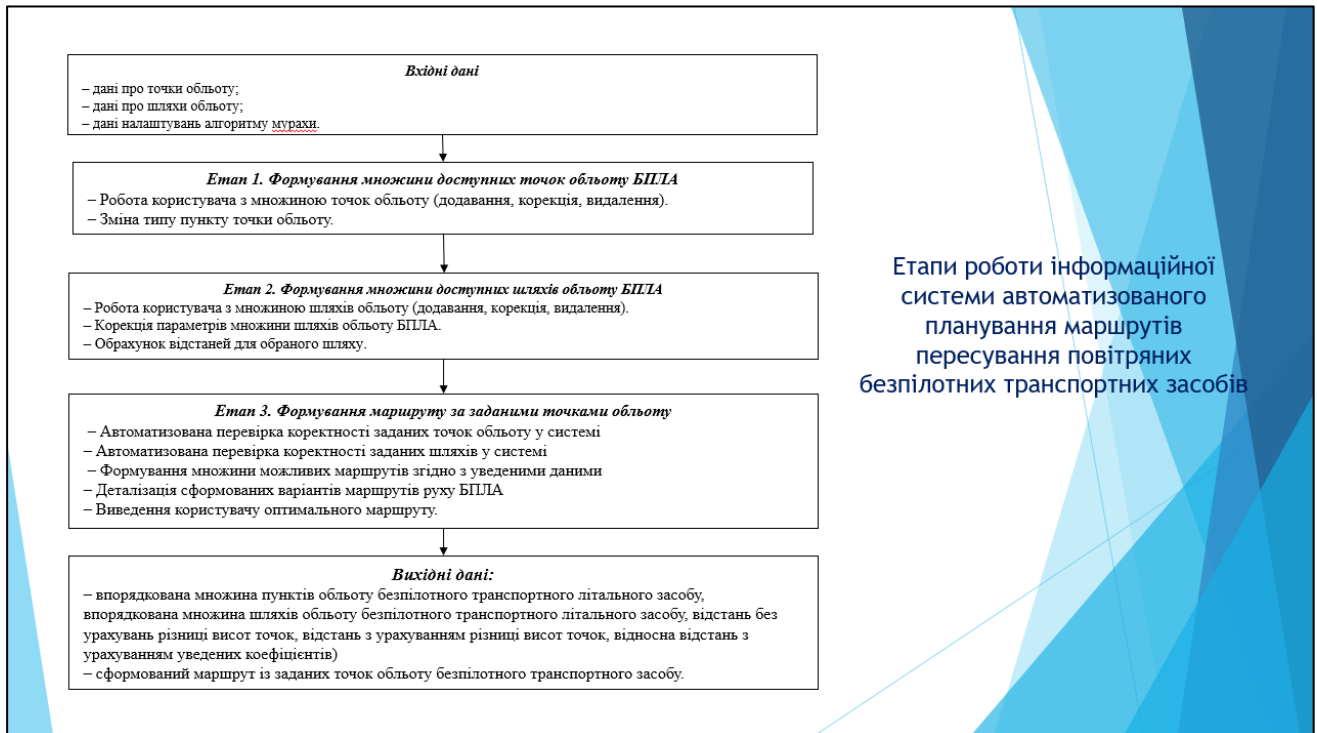 Вхідні дані
– дані про точки обльоту;
– дані про шляхи обльоту;
– дані налаштувань алгоритму мурахи.
Етап 1. Формування множини доступних точок обльоту БПЛА
– Робота користувача з множиною точок обльоту (додавання, корекція, видалення).
– Зміна типу пункту точки обльоту.
Етап 2. Формування множини доступних шляхів обльоту БПЛА
– Робота користувача з множиною шляхів обльоту (додавання, корекція, видалення).
– Корекція параметрів множини шляхів обльоту БПЛА.
– Обрахунок відстаней для обраного шляху.
Етап 3. Формування маршруту за заданими точками обльоту
– Автоматизована перевірка коректності заданих точок обльоту у системі
– Автоматизована перевірка коректності заданих шляхів у системі
– Формування множини можливих маршрутів згідно з уведеними даними
– Деталізація сформованих варіантів маршрутів руху БПЛА
– Виведення користувачу оптимального маршруту.
Вихідні дані:
– впорядкована множина пунктів обльоту безпілотного транспортного літального засобу,
впорядкована множина шляхів обльоту безпілотного транспортного літального засобу, відстань без
урахувань різниці висот точок, відстань з урахуванням різниці висот точок, відносна відстань з
урахуванням уведених коефіцієнтів)
– сформований маршрут із заданих точок обльоту безпілотного транспортного засобу.
Етапи роботи інформаційної
системи автоматизованого
планування маршрутів
пересування повітряних
безпілотних транспортних засобів